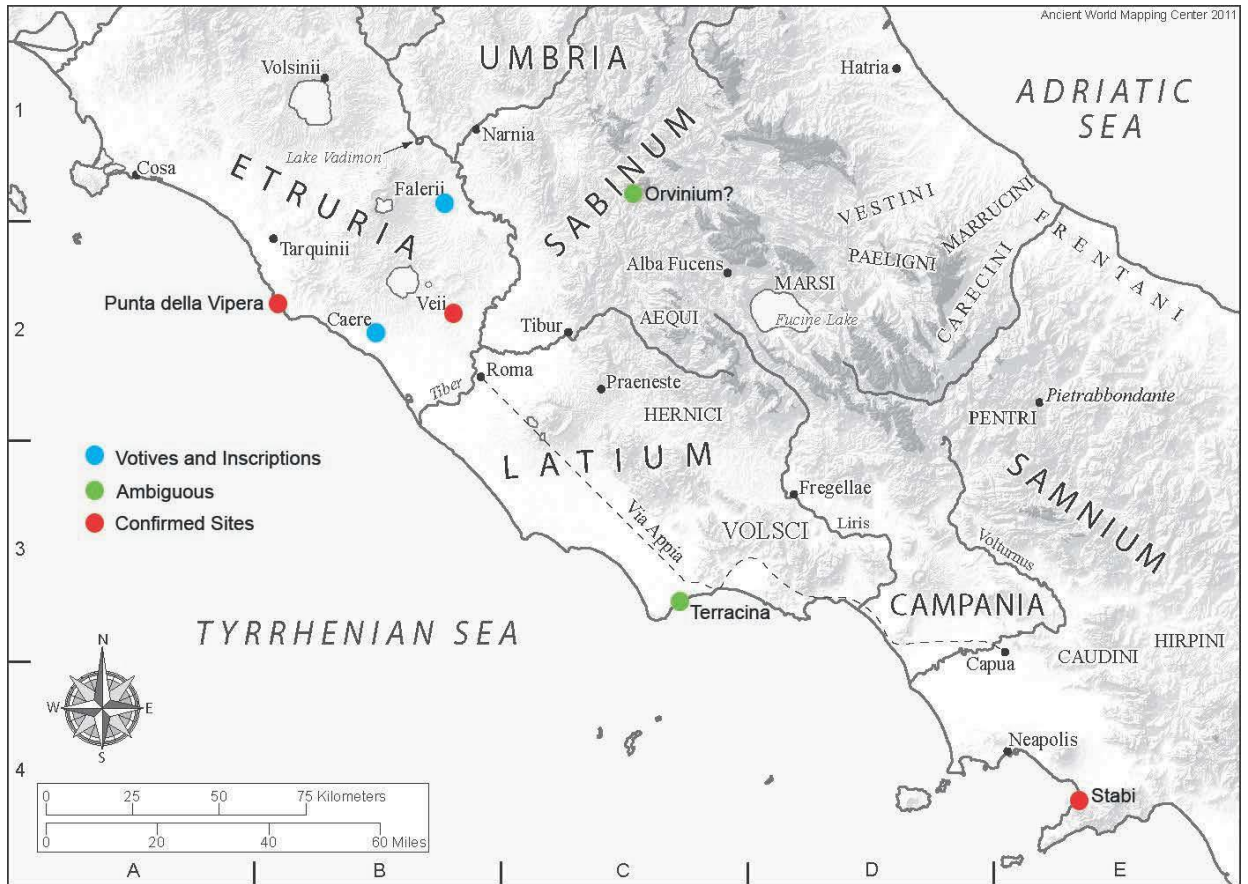 Ancient World Mapping Center 2011
UMBRIA
Volsinii
Hatria
ADRIATIC
SEA
1
Narnia
Lake Vadimon
Cosa
ETRURIA
Falerii
SABINUM
Orvinium?
VESTINI
MARRUCINI
FRENTANI
Tarquinii
PAELIGNI
Alba Fucens
MARSI
CARECINI
Punta della Vipera
Veii
Caere
2
Tibur
AEQUI
Fucine Lake
Roma
Tiber
Praeneste
HERNICI
Pietrabbondante
PENTRI
Votives and Inscriptions
Ambiguous
Confirmed Sites
LATIUM
SAMNIUM
Fregellae
Via Appia
VOLSCI
Liris
Volturnus
3
Terracina
CAMPANIA
TYRRHENIAN SEA
HIRPINI
Capua
CAUDINI
N
W
E
S
Neapolis
4
Stabi
0 25 50 75 Kilometers
0 20 40 60 Miles
A B C D E